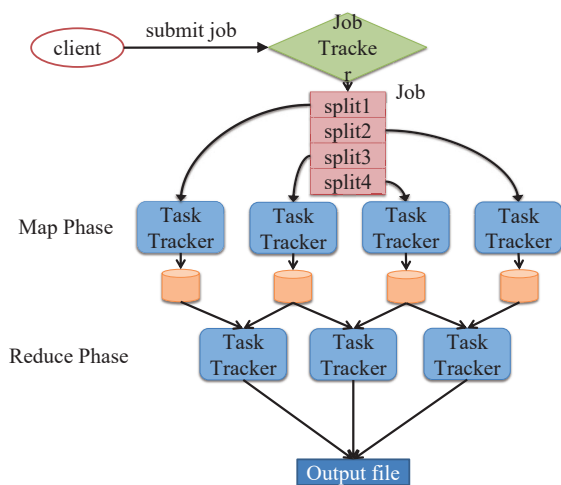 client
submit job
Job
Tracke
r
Job
split1
split2
split3
split4
Map Phase
Task
Tracker
Task
Tracker
Task
Tracker
Task
Tracker
Reduce Phase
Task
Tracker
Task
Tracker
Task
Tracker
Output file